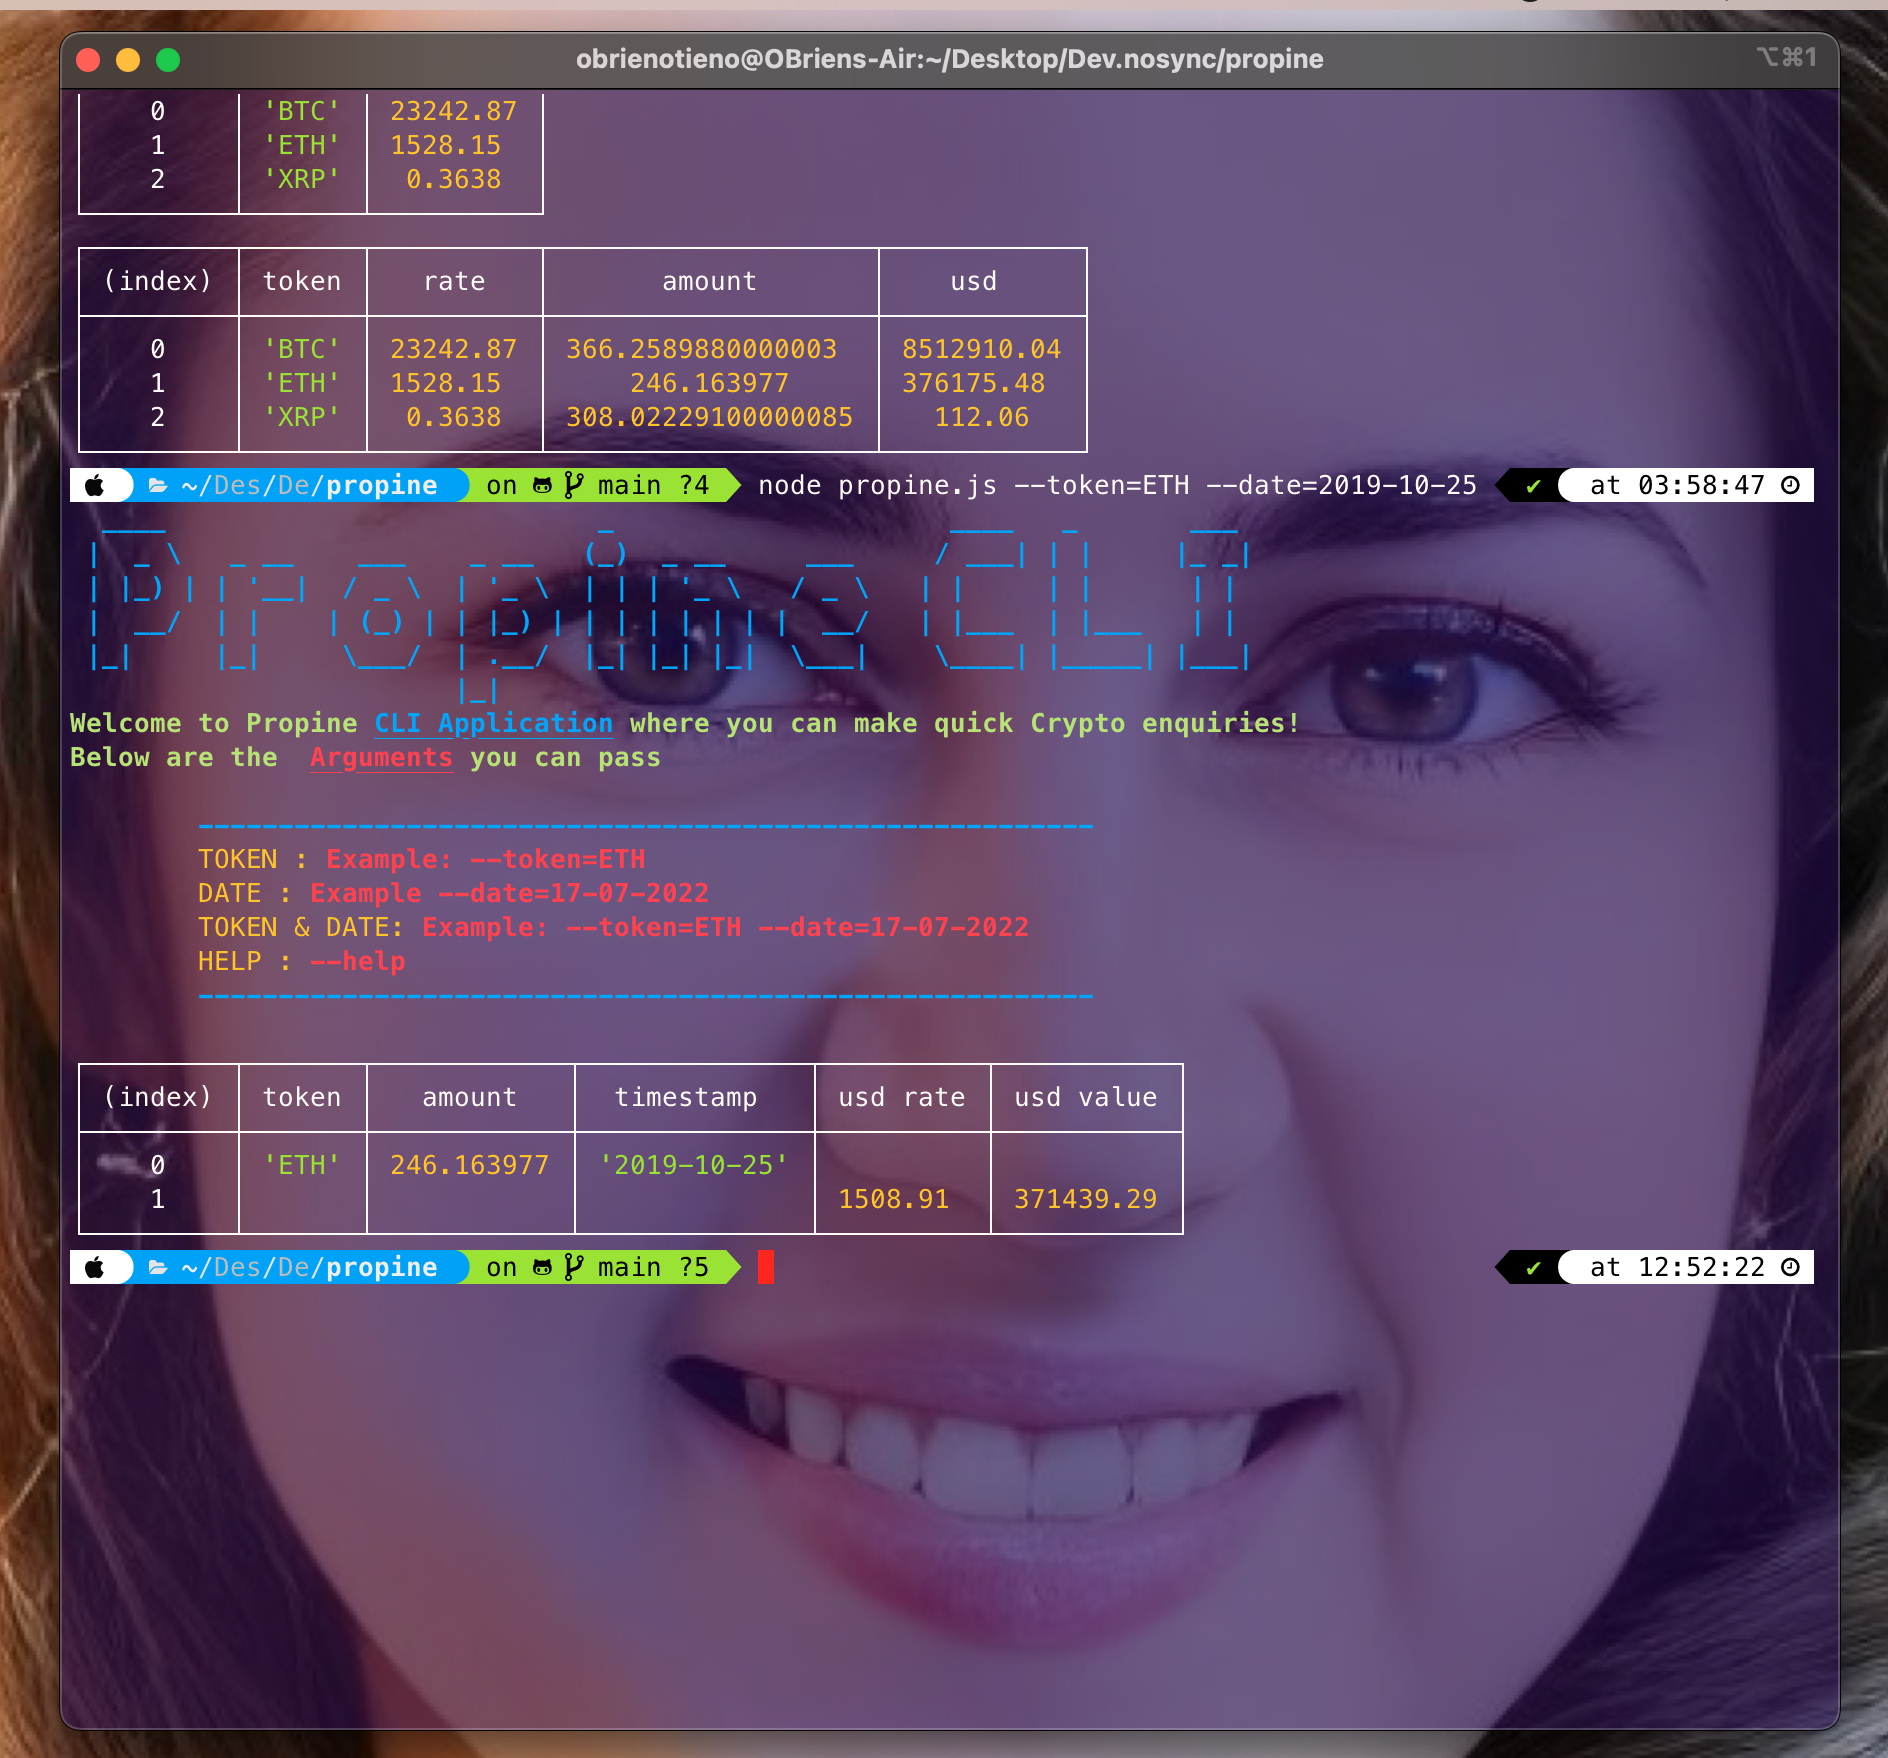 obrienotieno@OBriens-Air:~/Desktop/Dev.nosync/propine ⌥⌘1
0 'BTC' 23242.87
1 'ETH' 1528.15
2 'XRP' 0.3638
(index) token rate amount usd
0 'BTC' 23242.87 366.2589880000003 8512910.04
1 'ETH' 1528.15 246.163977 376175.48
2 'XRP' 0.3638 308.02229100000085 112.06
~/Des/De/propine on main ?4 node propine.js --token=ETH --date=2019-10-25 ✔ at 03:58:47
Propine CLI
Welcome to Propine CLI Application where you can make quick Crypto enquiries!
Below are the Arguments you can pass
TOKEN : Example: --token=ETH
DATE : Example --date=17-07-2022
TOKEN & DATE: Example: --token=ETH --date=17-07-2022
HELP : --help
(index) token amount timestamp usd rate usd value
0 'ETH' 246.163977 '2019-10-25'
1 1508.91 371439.29
~/Des/De/propine on main ?5 ✔ at 12:52:22